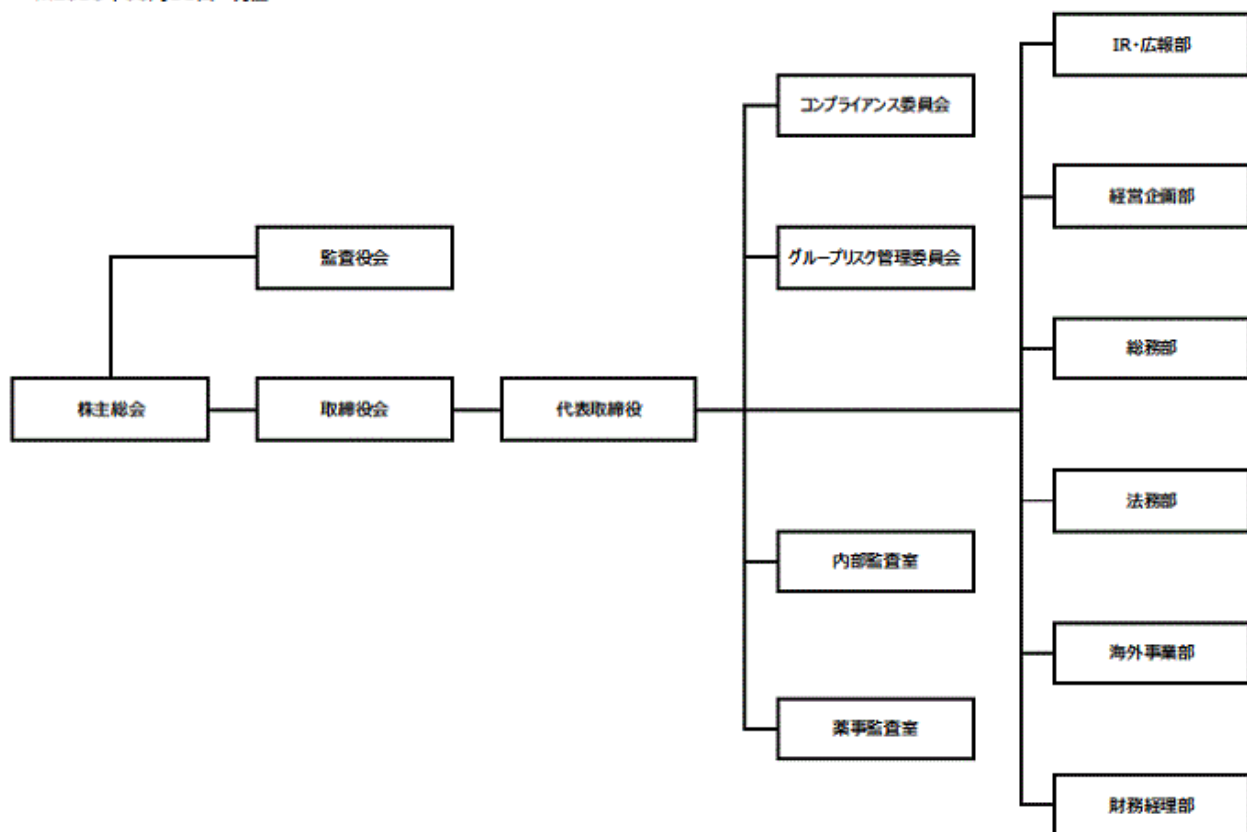 IR・広報部
コンプライアンス委員会
経営企画部
監査役会
グループリスク管理委員会
総務部
株主総会
取締役会
代表取締役
法務部
内部監査室
海外事業部
薬事監査室
財務経理部